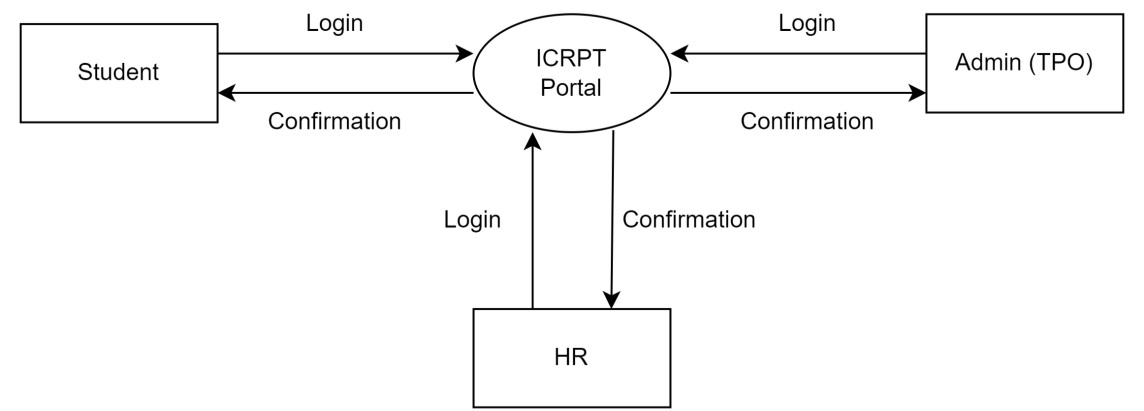 Login
Login
Student
ICRPT
Portal
Admin (TPO)
Confirmation
Confirmation
Login
Confirmation
HR